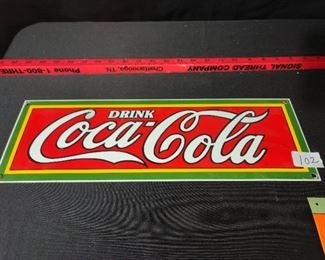 Phone 1-800-THRE
Chattanooga, TN.
SIGNAL THREAD COMPANY
DRINK
Coca-Cola
102